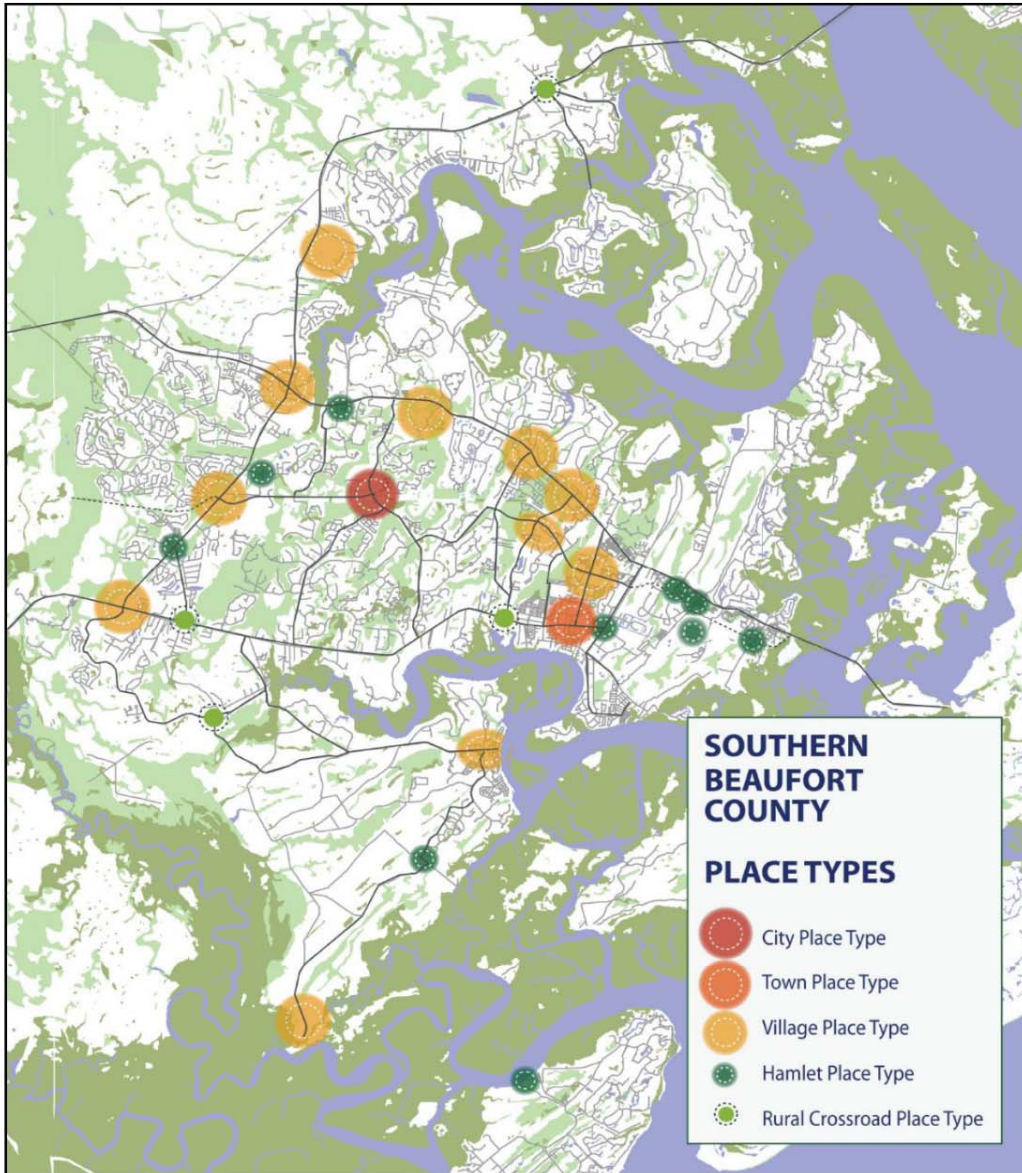 SOUTHERN
BEAUFORT
COUNTY
PLACE TYPES
City Place Type
Town Place Type
Village Place Type
Hamlet Place Type
Rural Crossroad Place Type